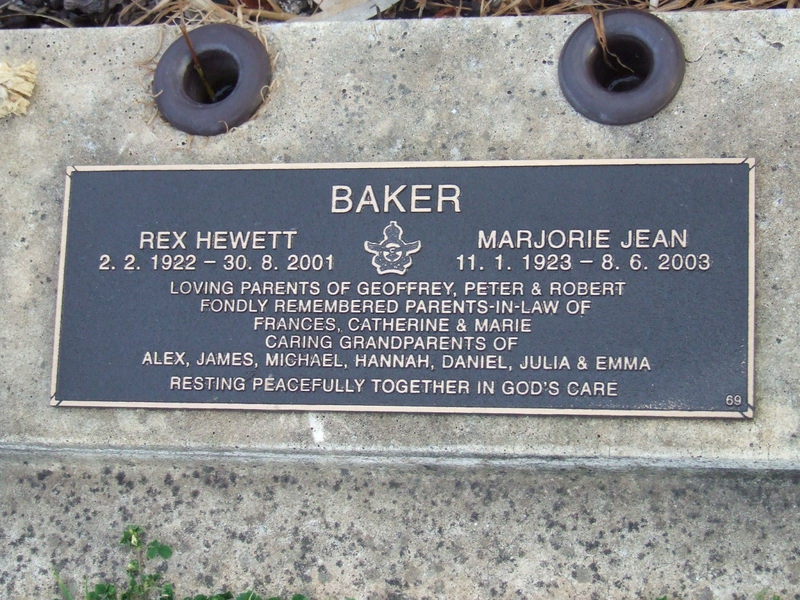 BAKER
REX HEWETT MARJORIE JEAN
2. 2. 1922 – 30. 8. 2001 11. 1. 1923 – 8. 6. 2003
LOVING PARENTS OF GEOFFREY, PETER & ROBERT
FONDLY REMEMBERED PARENTS-IN-LAW OF
FRANCES, CATHERINE & MARIE
CARING GRANDPARENTS OF
ALEX, JAMES, MICHAEL, HANNAH, DANIEL, JULIA & EMMA
RESTING PEACEFULLY TOGETHER IN GOD'S CARE
69